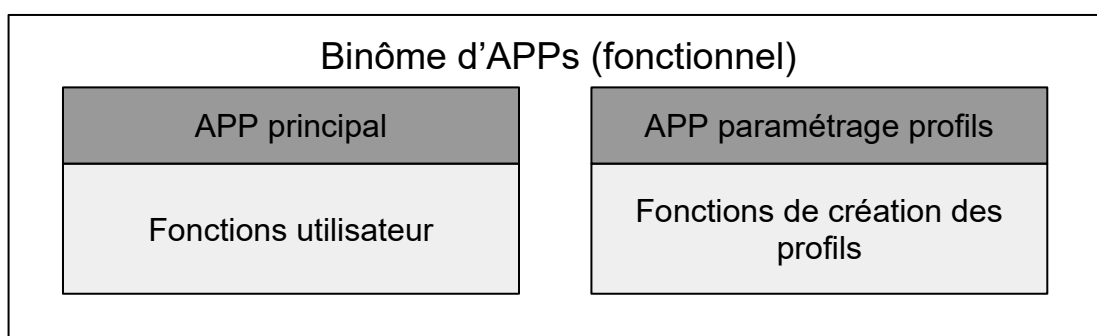 Binôme d’APPs (fonctionnel)
APP principal
APP paramétrage profils
Fonctions utilisateur
Fonctions de création des
profils